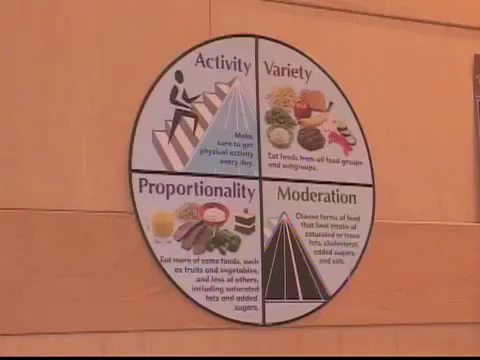 Activity
Make
sure to get
physical activity
every day.
Variety
Eat foods from all food groups
and subgroups.
Proportionality
Eat more of some foods, such
as fruits and vegetables,
and less of others,
including saturated
fats and added
sugars.
Moderation
Choose forms of food
that limit intake of
saturated or trans
fats, cholesterol,
added sugars,
and salt.